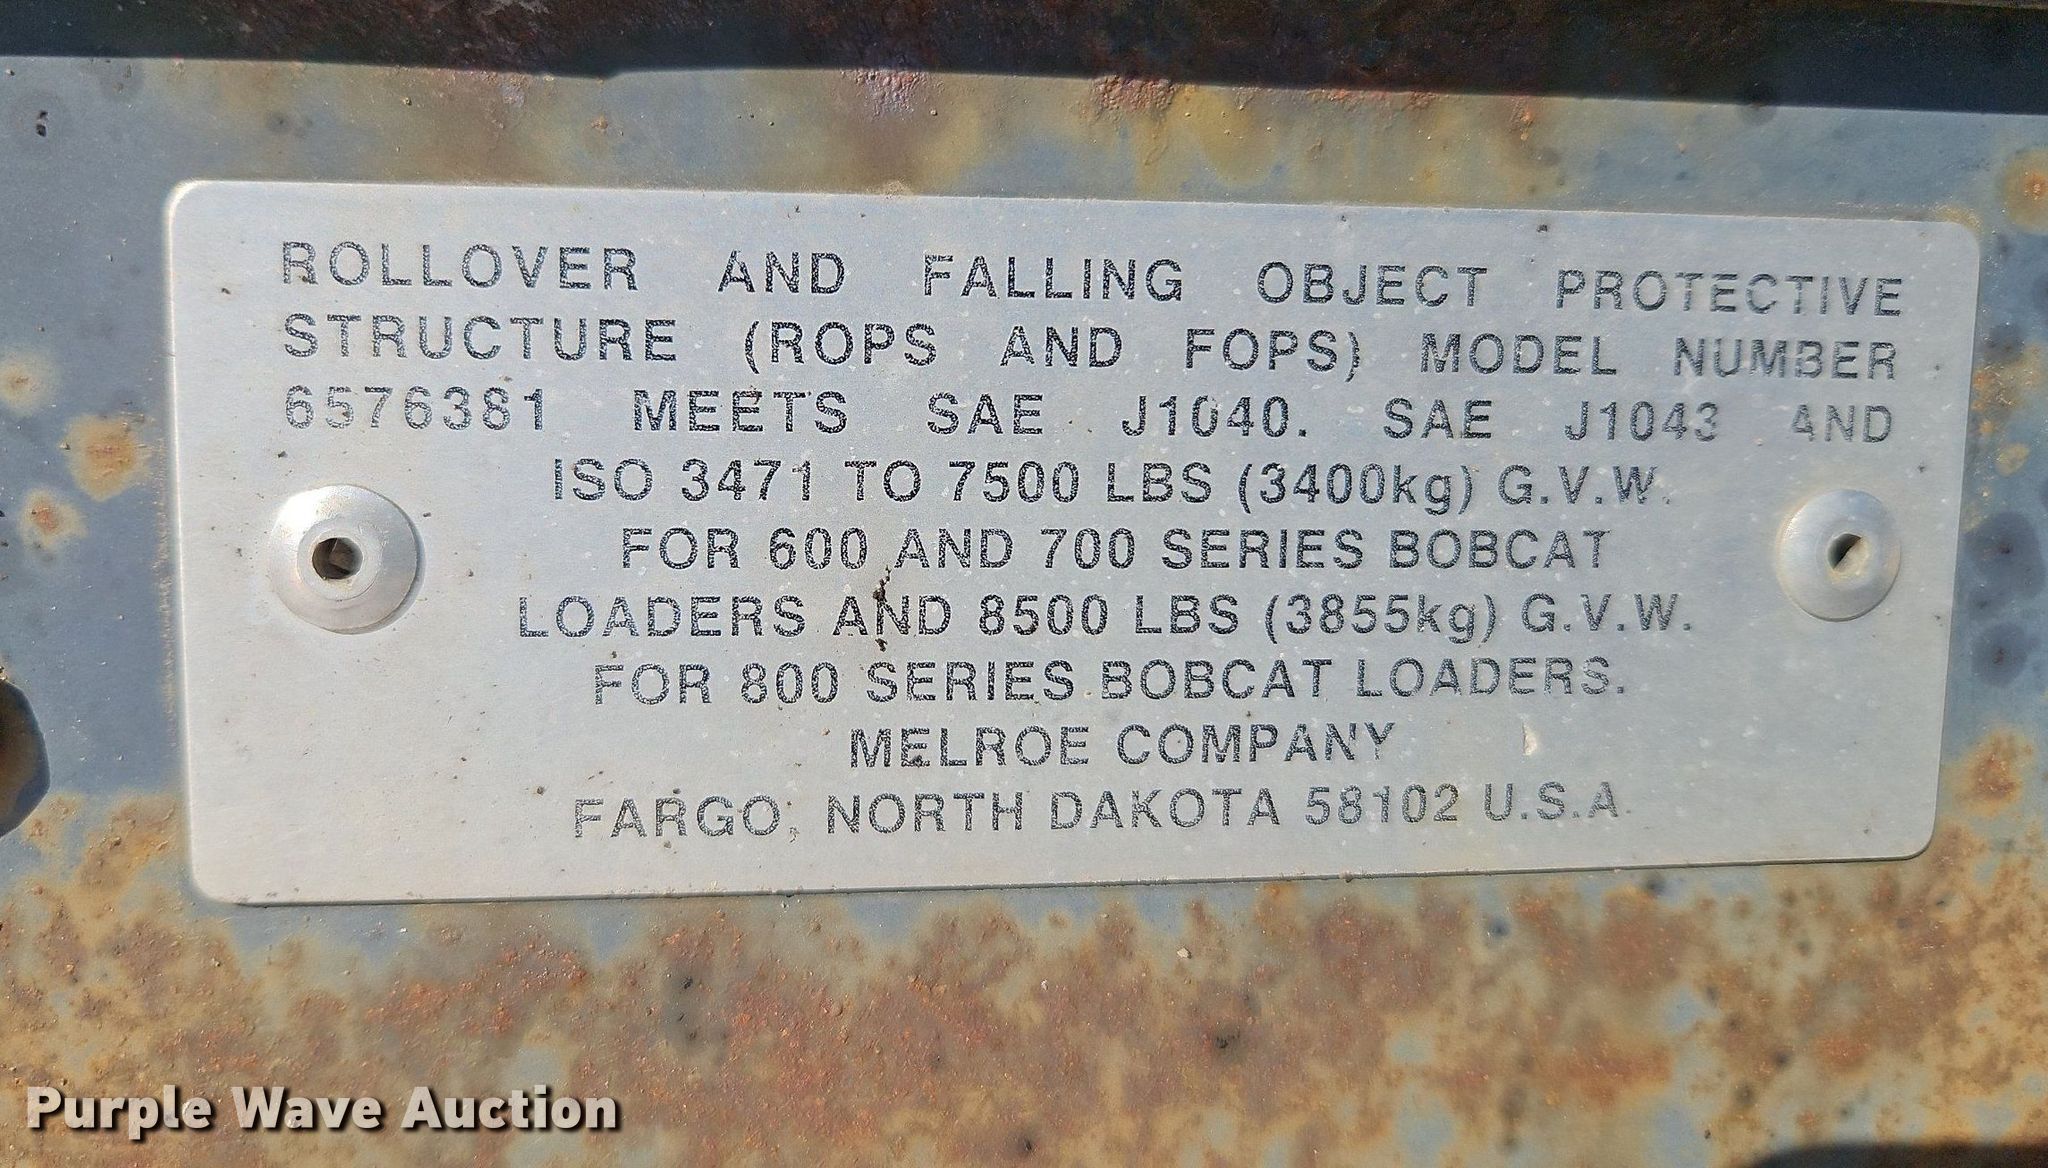 ROLLOVER AND FALLING OBJECT PROTECTIVE
STRUCTURE (ROPS AND FOPS) MODEL NUMBER
6576381 MEETS SAE J1040. SAE J1043 AND
ISO 3471 TO 7500 LBS (3400kg) G.V.W.
FOR 600 AND 700 SERIES BOBCAT
LOADERS AND 8500 LBS (3855kg) G.V.W.
FOR 800 SERIES BOBCAT LOADERS.
MELROE COMPANY
FARGO, NORTH DAKOTA 58102 U.S.A.
Purple Wave Auction